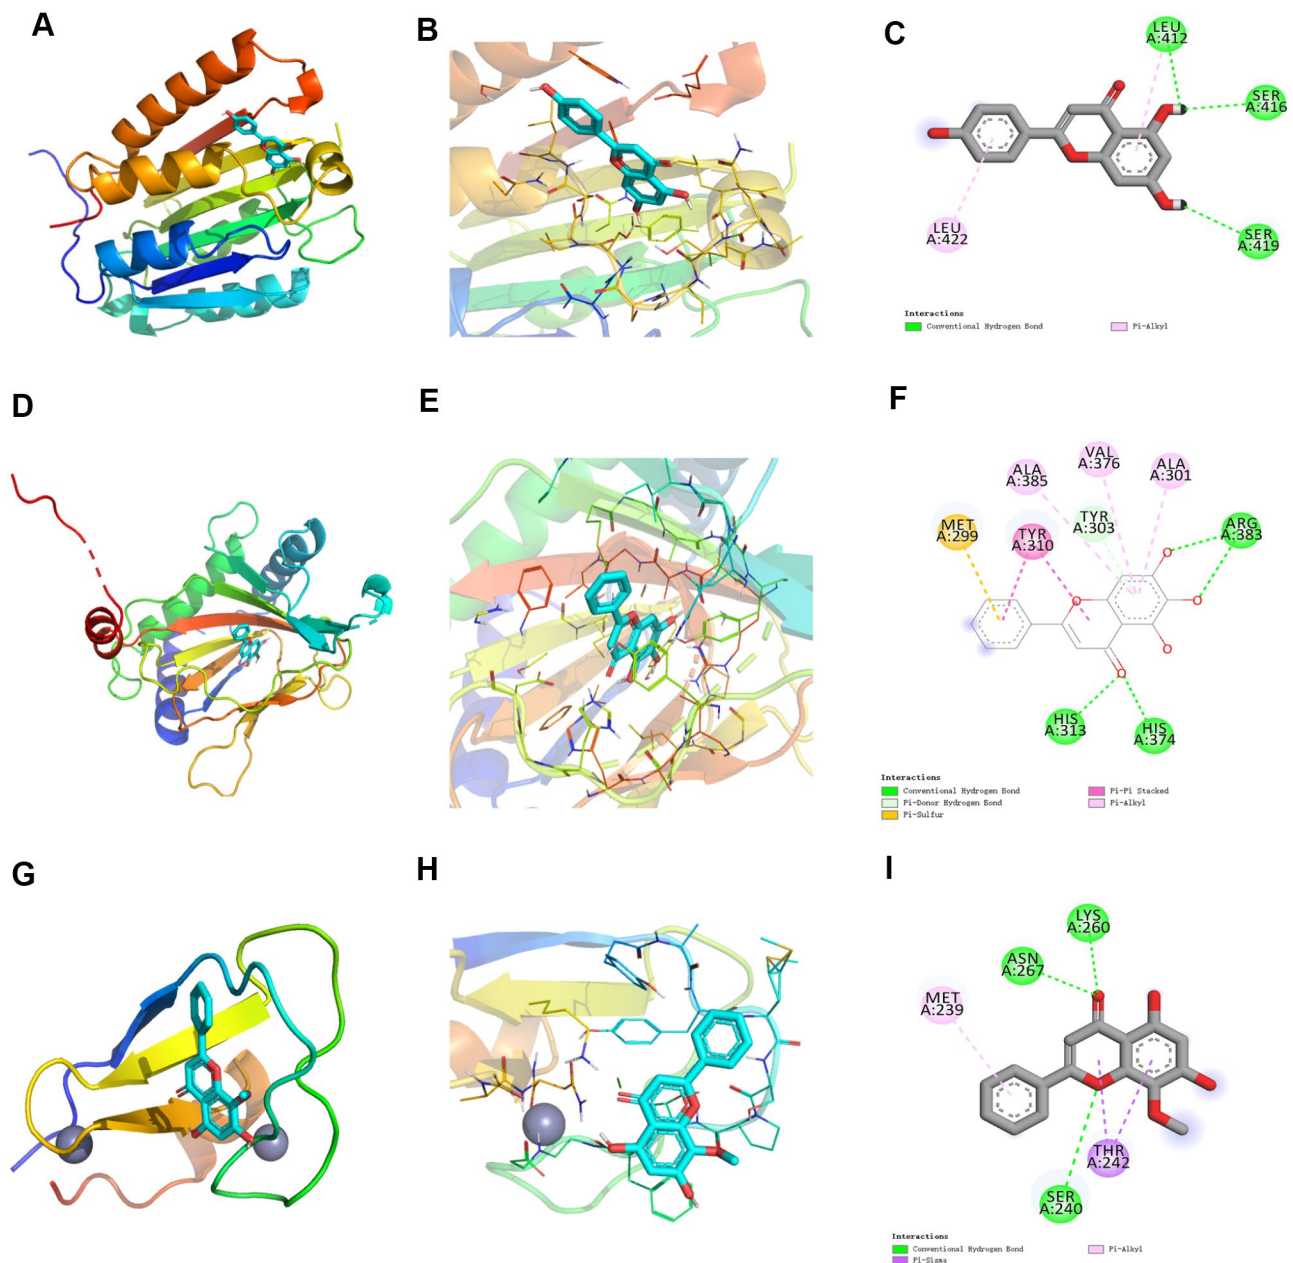 A
B
C
LEU
A:412
SER
A:416
LEU
A:422
SER
A:419
Interactions
Conventional Hydrogen Bond
Pi-Alkyl
D
E
F
ALA
A:385
VAL
A:376
ALA
A:301
MET
A:299
TYR
A:310
TYR
A:303
ARG
A:383
O
O
O
O
O
HIS
A:313
HIS
A:374
Interactions
Conventional Hydrogen Bond
Pi-Pi Stacked
Pi-Donor Hydrogen Bond
Pi-Alkyl
Pi-Sulfur
G
H
I
LYS
A:260
ASN
A:267
MET
A:239
THR
A:242
SER
A:240
Interactions
Conventional Hydrogen Bond
Pi-Alkyl
Pi-Sigma